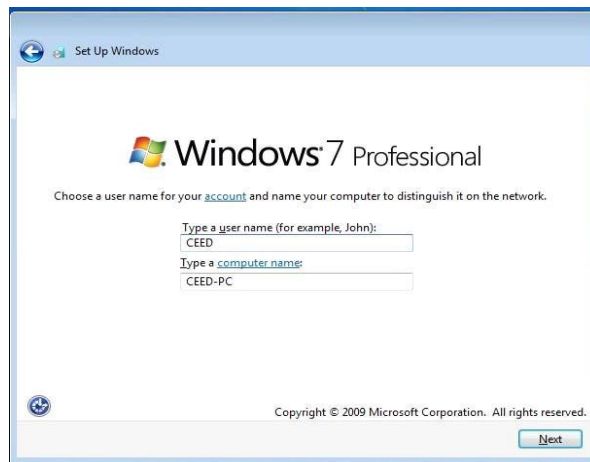 Set Up Windows
Windows 7 Professional
Choose a user name for your account and name your computer to distinguish it on the network.
Type a user name (for example, John):
CEED
Type a computer name:
CEED-PC
Copyright © 2009 Microsoft Corporation. All rights reserved.
Next